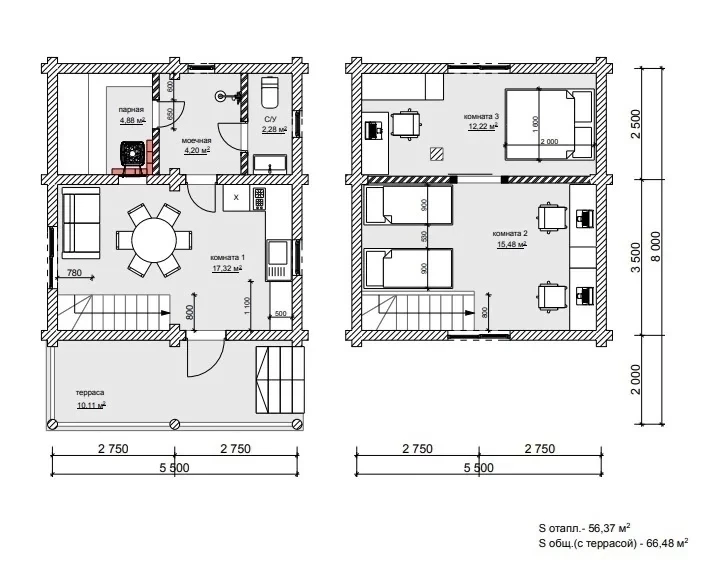 парная
4,88 м²
600
650
моечная
4,20 м²
С/У
2,28 м²
X
комната 1
17,32 м²
780
800
1 100
500
терраса
10,11 м²
2 750
2 750
5 500
комната 3
12,22 м²
1 600
2 000
900
530
900
комната 2
15,48 м²
800
2 750
2 750
5 500
2 500
3 500
8 000
2 000
S отапл.- 56,37 м²
S общ.(с террасой) - 66,48 м²